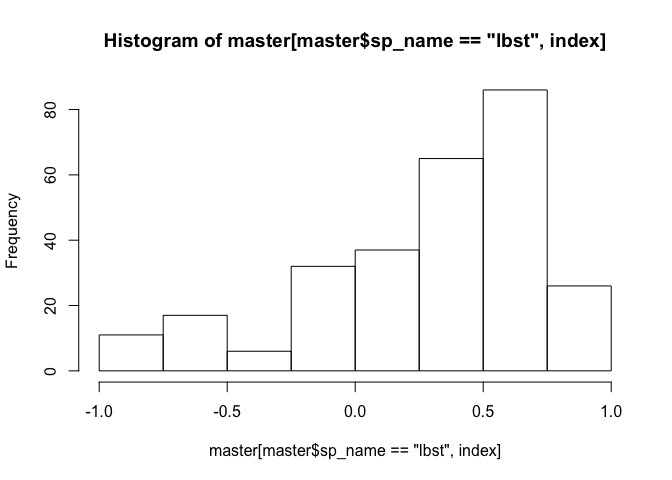 Histogram of master[master$sp_name == "lbst", index]
Frequency
80
60
40
20
0
-1.0 -0.5 0.0 0.5 1.0
master[master$sp_name == "lbst", index]